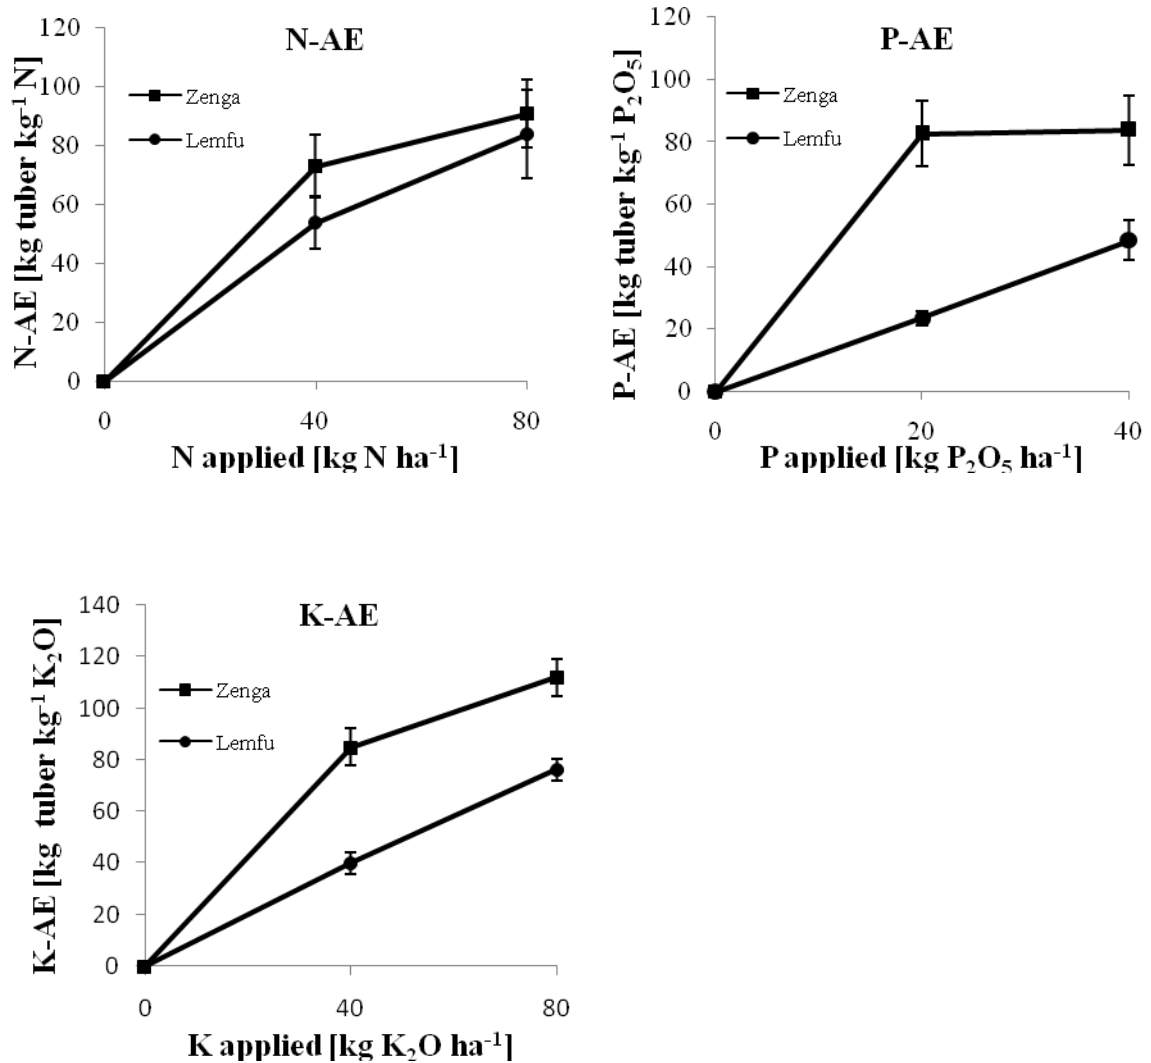 N-AE
N-AE [kg tuber kg⁻¹ N]
120
100
80
60
40
20
0
Zenga
Lemfu
0 40 80
N applied [kg N ha⁻¹]
P-AE
P-AE [kg tuber kg⁻¹ P₂O₅]
120
100
80
60
40
20
0
Zenga
Lemfu
0 20 40
P applied [kg P₂O₅ ha⁻¹]
K-AE
K-AE [kg tuber kg⁻¹ K₂O]
140
120
100
80
60
40
20
0
Zenga
Lemfu
0 40 80
K applied [kg K₂O ha⁻¹]